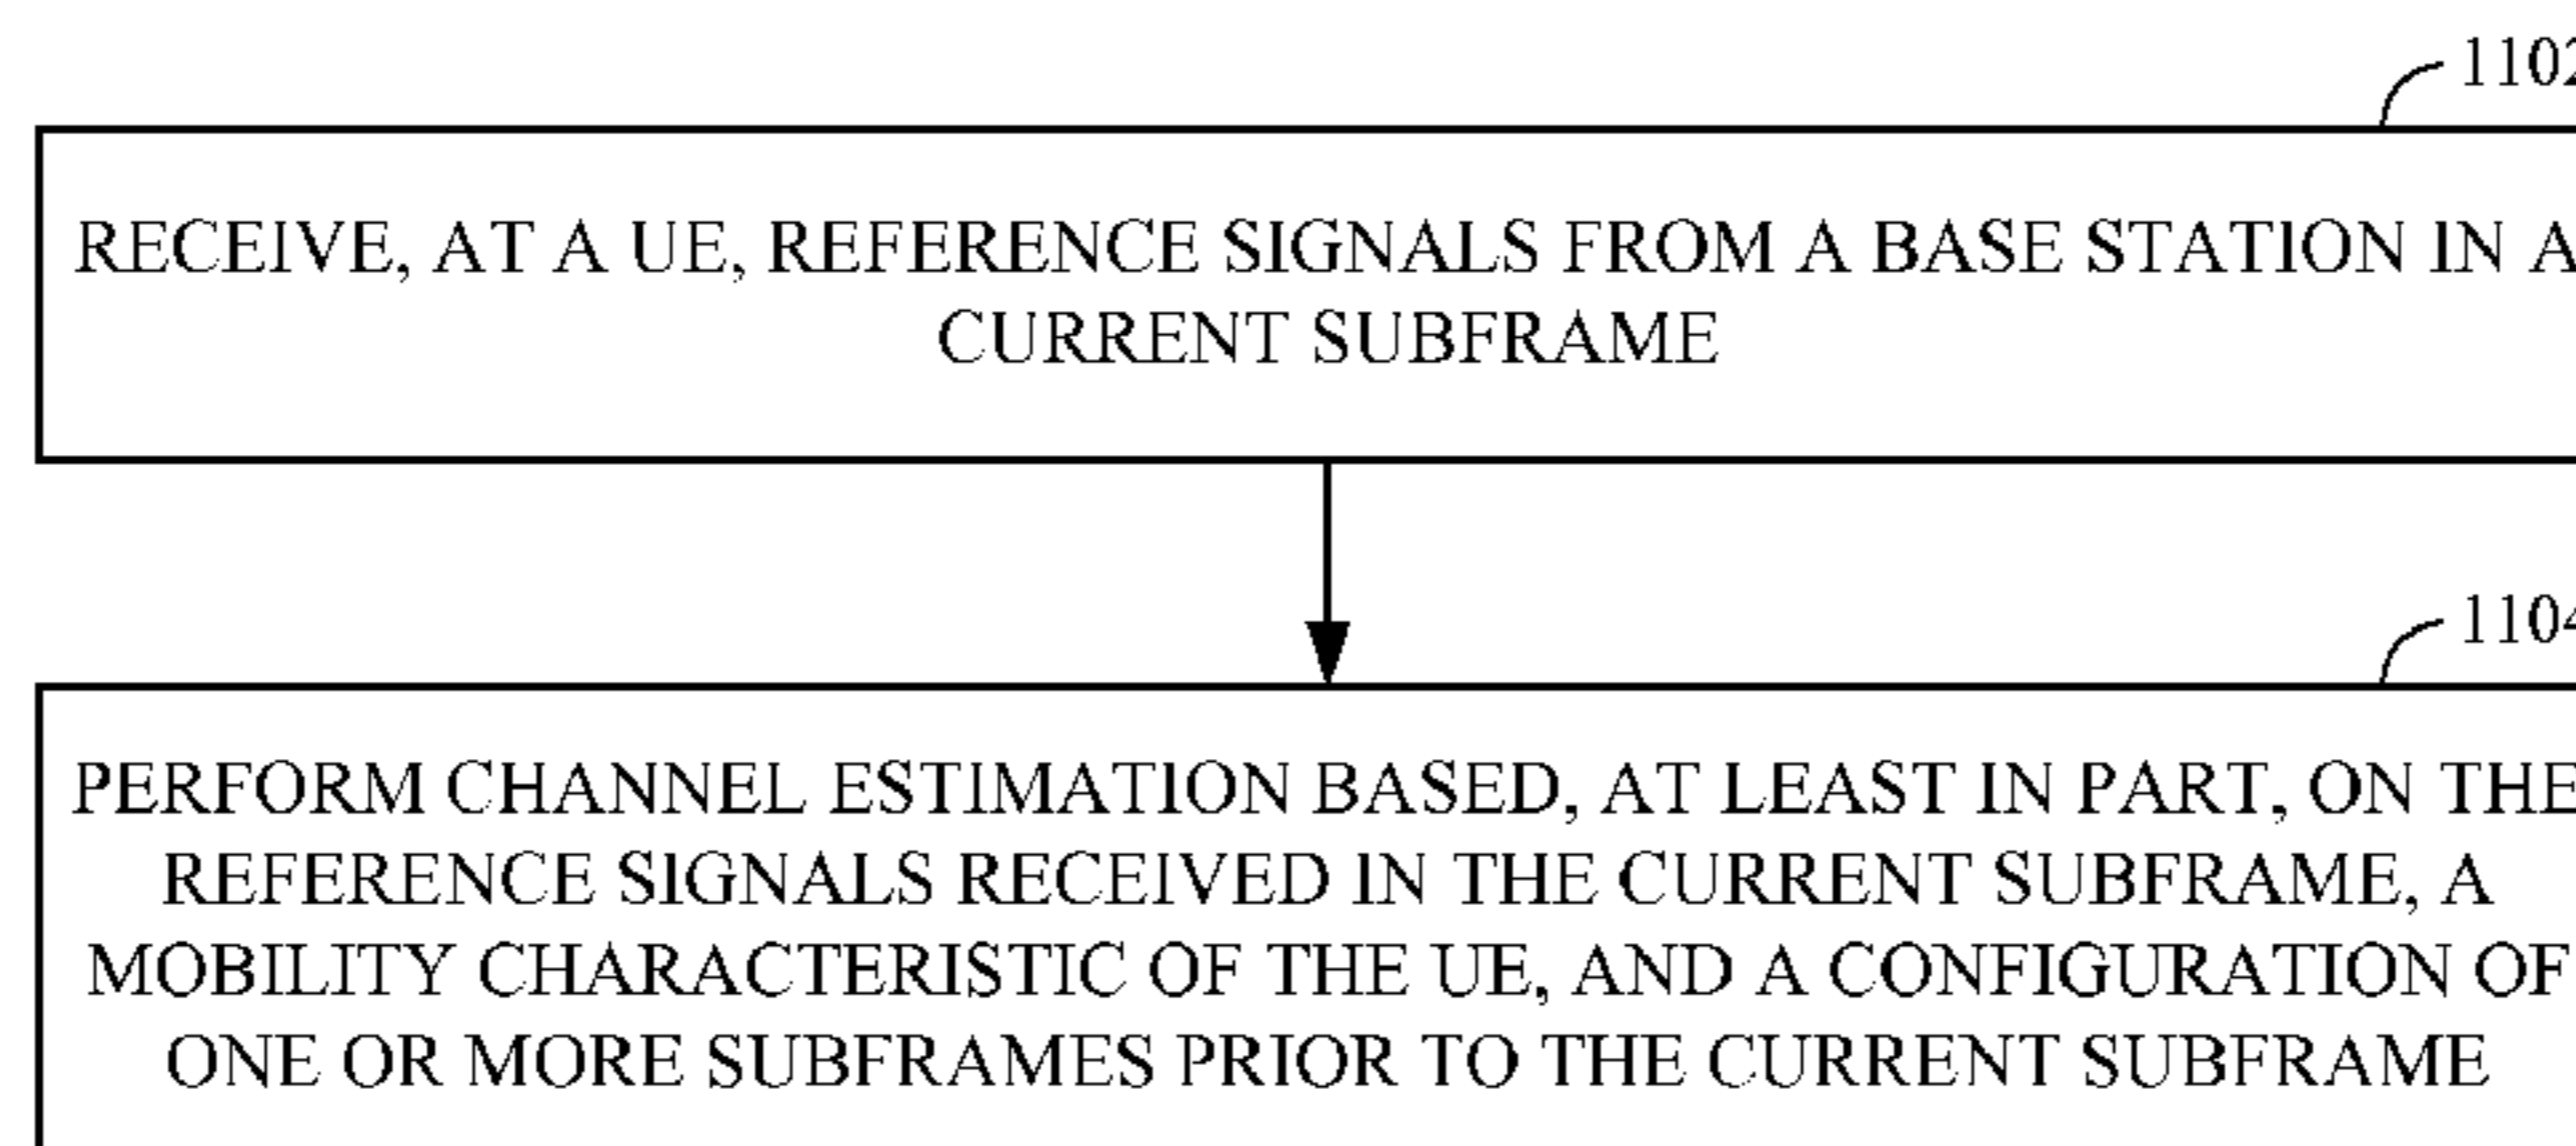 1102
RECEIVE, AT A UE, REFERENCE SIGNALS FROM A BASE STATION IN A
CURRENT SUBFRAME
1104
PERFORM CHANNEL ESTIMATION BASED, AT LEAST IN PART, ON THE
REFERENCE SIGNALS RECEIVED IN THE CURRENT SUBFRAME, A
MOBILITY CHARACTERISTIC OF THE UE, AND A CONFIGURATION OF
ONE OR MORE SUBFRAMES PRIOR TO THE CURRENT SUBFRAME